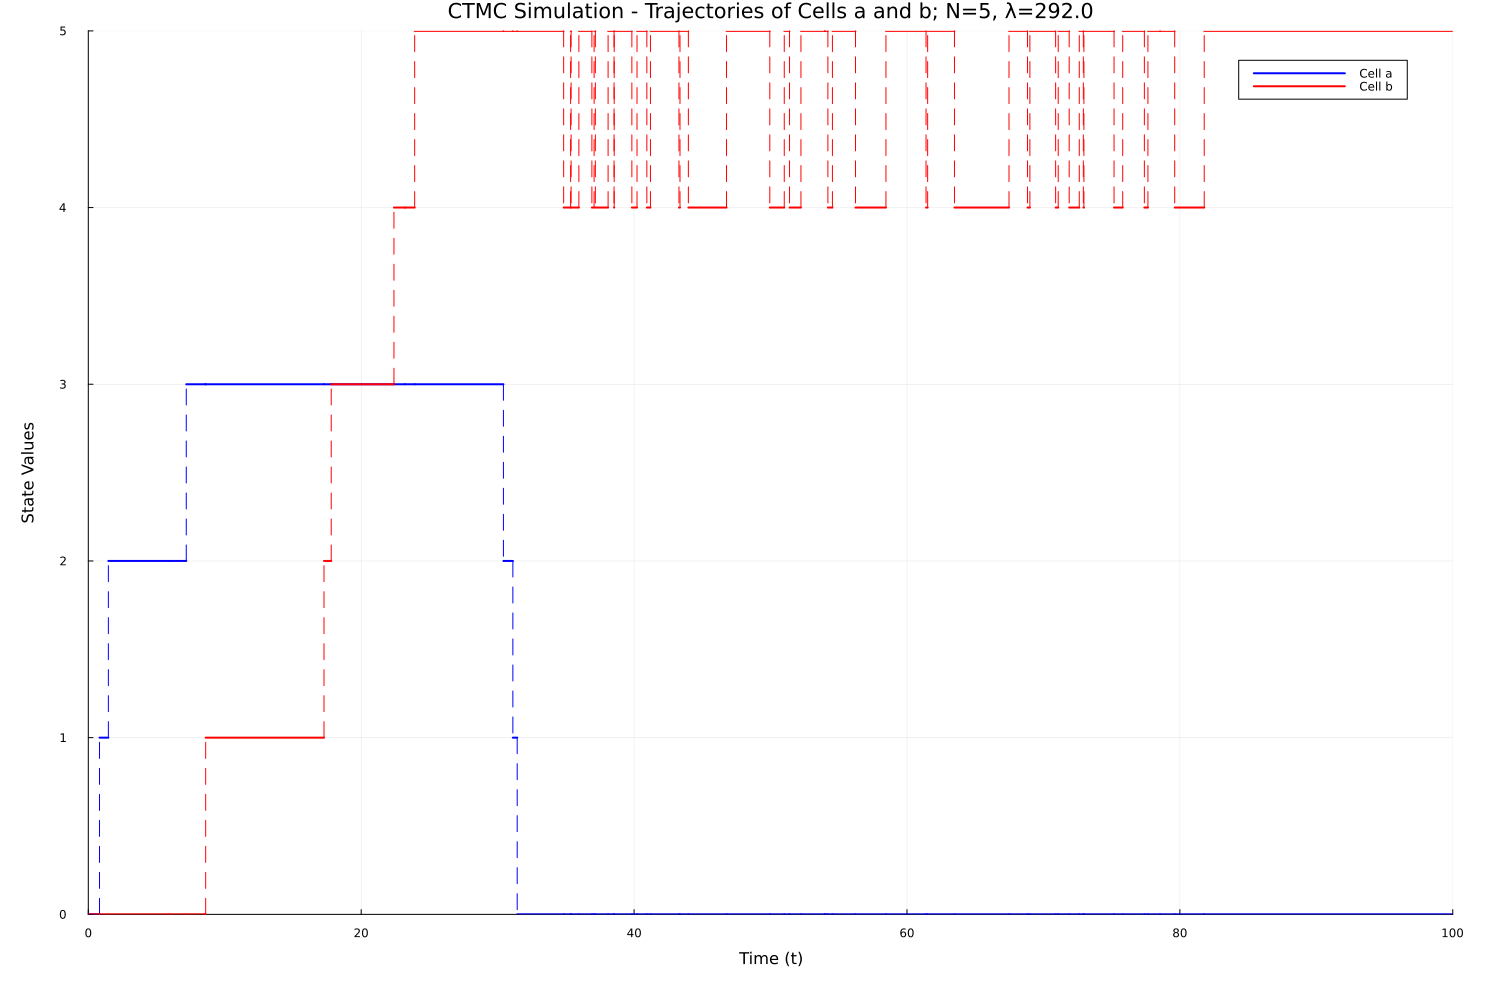 CTMC Simulation - Trajectories of Cells a and b; N=5, λ=292.0
5
Cell a
Cell b
4
3
State Values
2
1
0
0 20 40 60 80 100
Time (t)